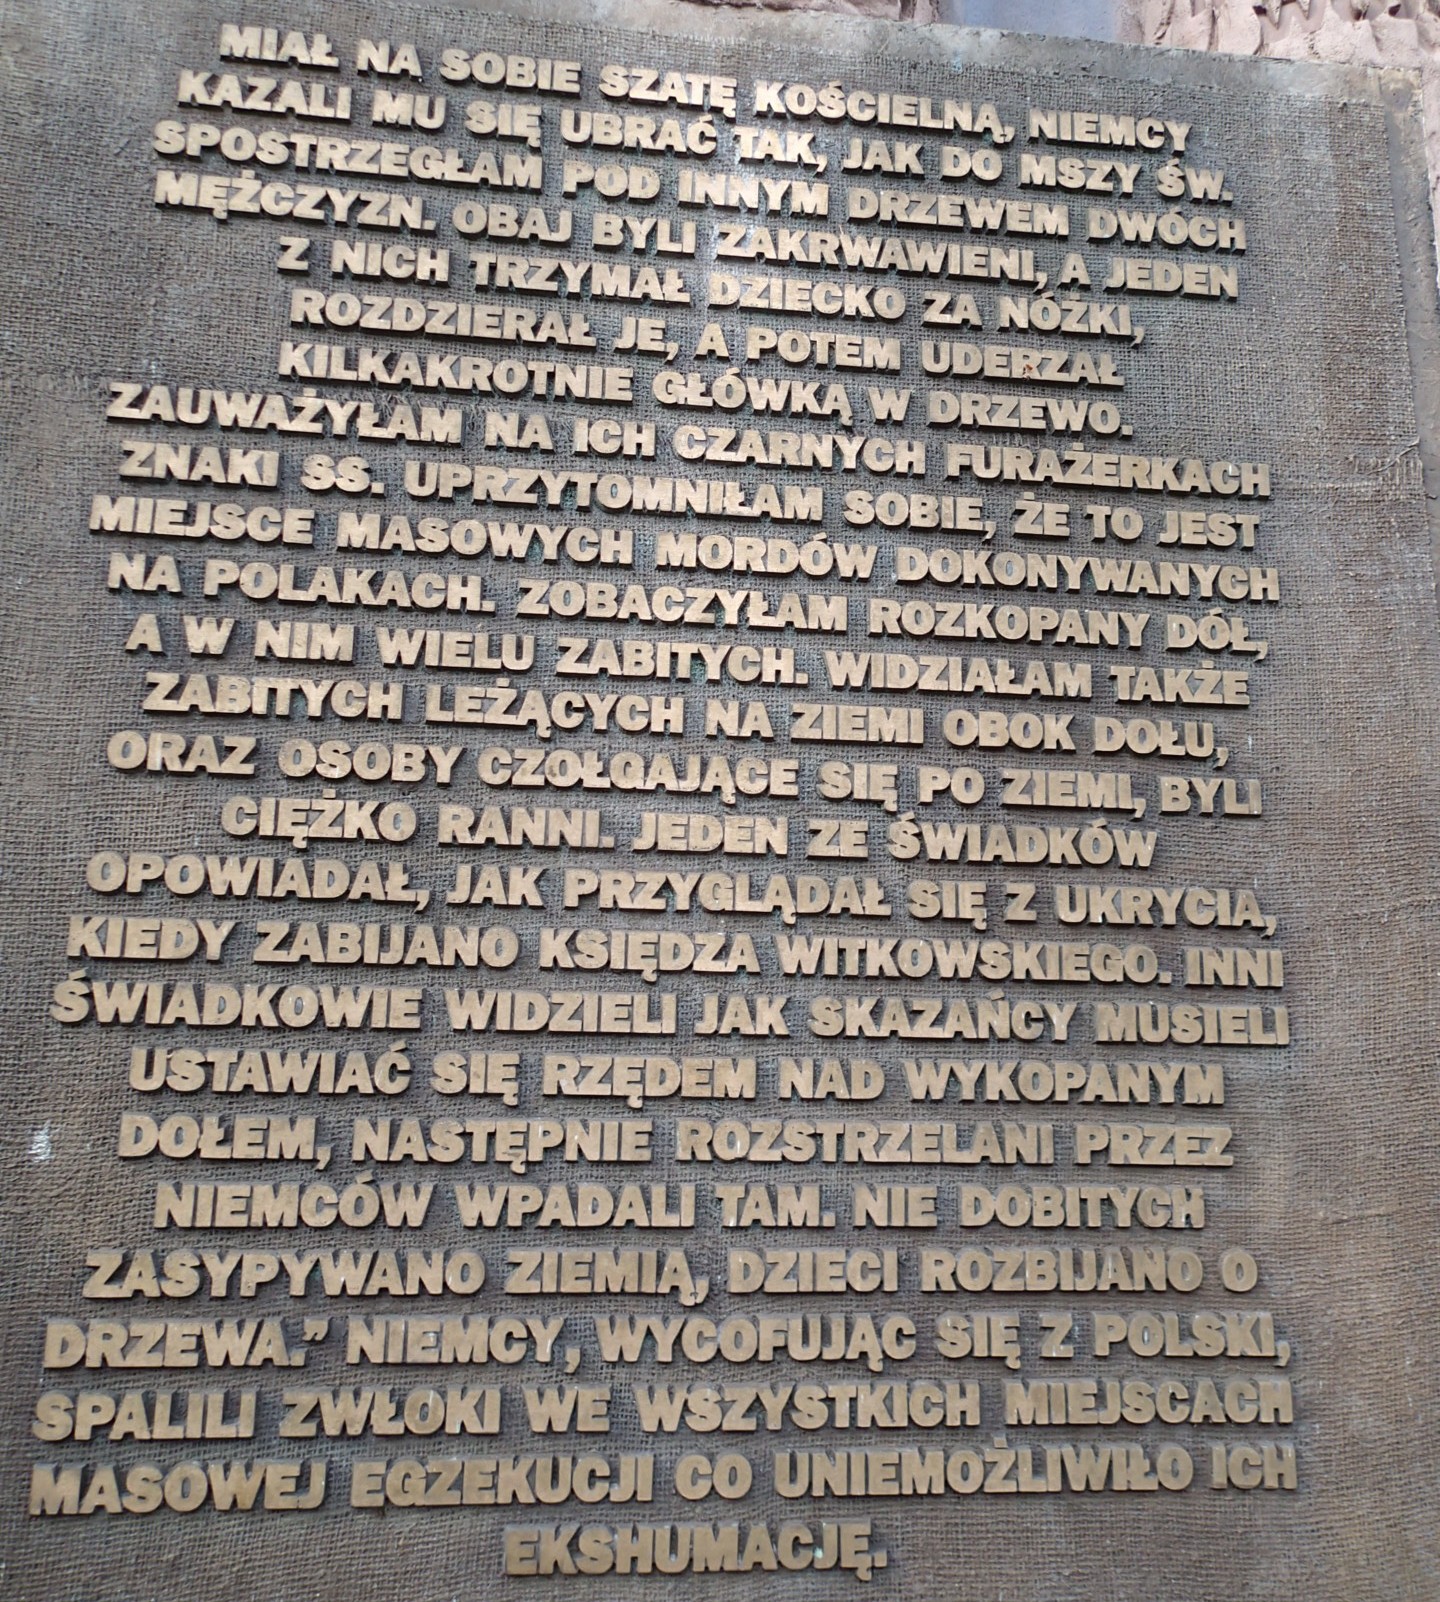 MIAŁ NA SOBIE SZATĘ KOŚCIELNĄ, NIEMCY
KAZALI MU SIĘ UBRAĆ TAK, JAK DO MSZY ŚW.
SPOSTRZEGŁAM POD INNYM DRZEWEM DWÓCH
MĘŻCZYZN. OBAJ BYLI ZAKRWAWIENI, A JEDEN
Z NICH TRZYMAŁ DZIECKO ZA NÓŻKI,
ROZDZIERAŁ JE, A POTEM UDERZAŁ
KILKAKROTNIE GŁÓWKĄ W DRZEWO.
ZAUWAŻYŁAM NA ICH CZARNYCH FURAŻERKACH
ZNAKI SS. UPRZYTOMNIŁAM SOBIE, ŻE TO JEST
MIEJSCE MASOWYCH MORDÓW DOKONYWANYCH
NA POLAKACH. ZOBACZYŁAM ROZKOPANY DÓŁ,
A W NIM WIELU ZABITYCH. WIDZIAŁAM TAKŻE
ZABITYCH LEŻĄCYCH NA ZIEMI OBOK DOŁU,
ORAZ OSOBY CZOŁGAJĄCE SIĘ PO ZIEMI, BYLI
CIĘŻKO RANNI. JEDEN ZE ŚWIADKÓW
OPOWIADAŁ, JAK PRZYGLĄDAŁ SIĘ Z UKRYCIA,
KIEDY ZABIJANO KSIĘDZA WITKOWSKIEGO. INNI
ŚWIADKOWIE WIDZIELI JAK SKAZAŃCY MUSIELI
USTAWIAĆ SIĘ RZĘDEM NAD WYKOPANYM
DOŁEM, NASTĘPNIE ROZSTRZELANI PRZEZ
NIEMCÓW WPADALI TAM. NIE DOBITYCH
ZASYPYWANO ZIEMIĄ, DZIECI ROZBIJANO O
DRZEWA.” NIEMCY, WYCOFUJĄC SIĘ Z POLSKI,
SPALILI ZWŁOKI WE WSZYSTKICH MIEJSCACH
MASOWEJ EGZEKUCJI CO UNIEMOŻLIWIŁO ICH
EKSHUMACJĘ.